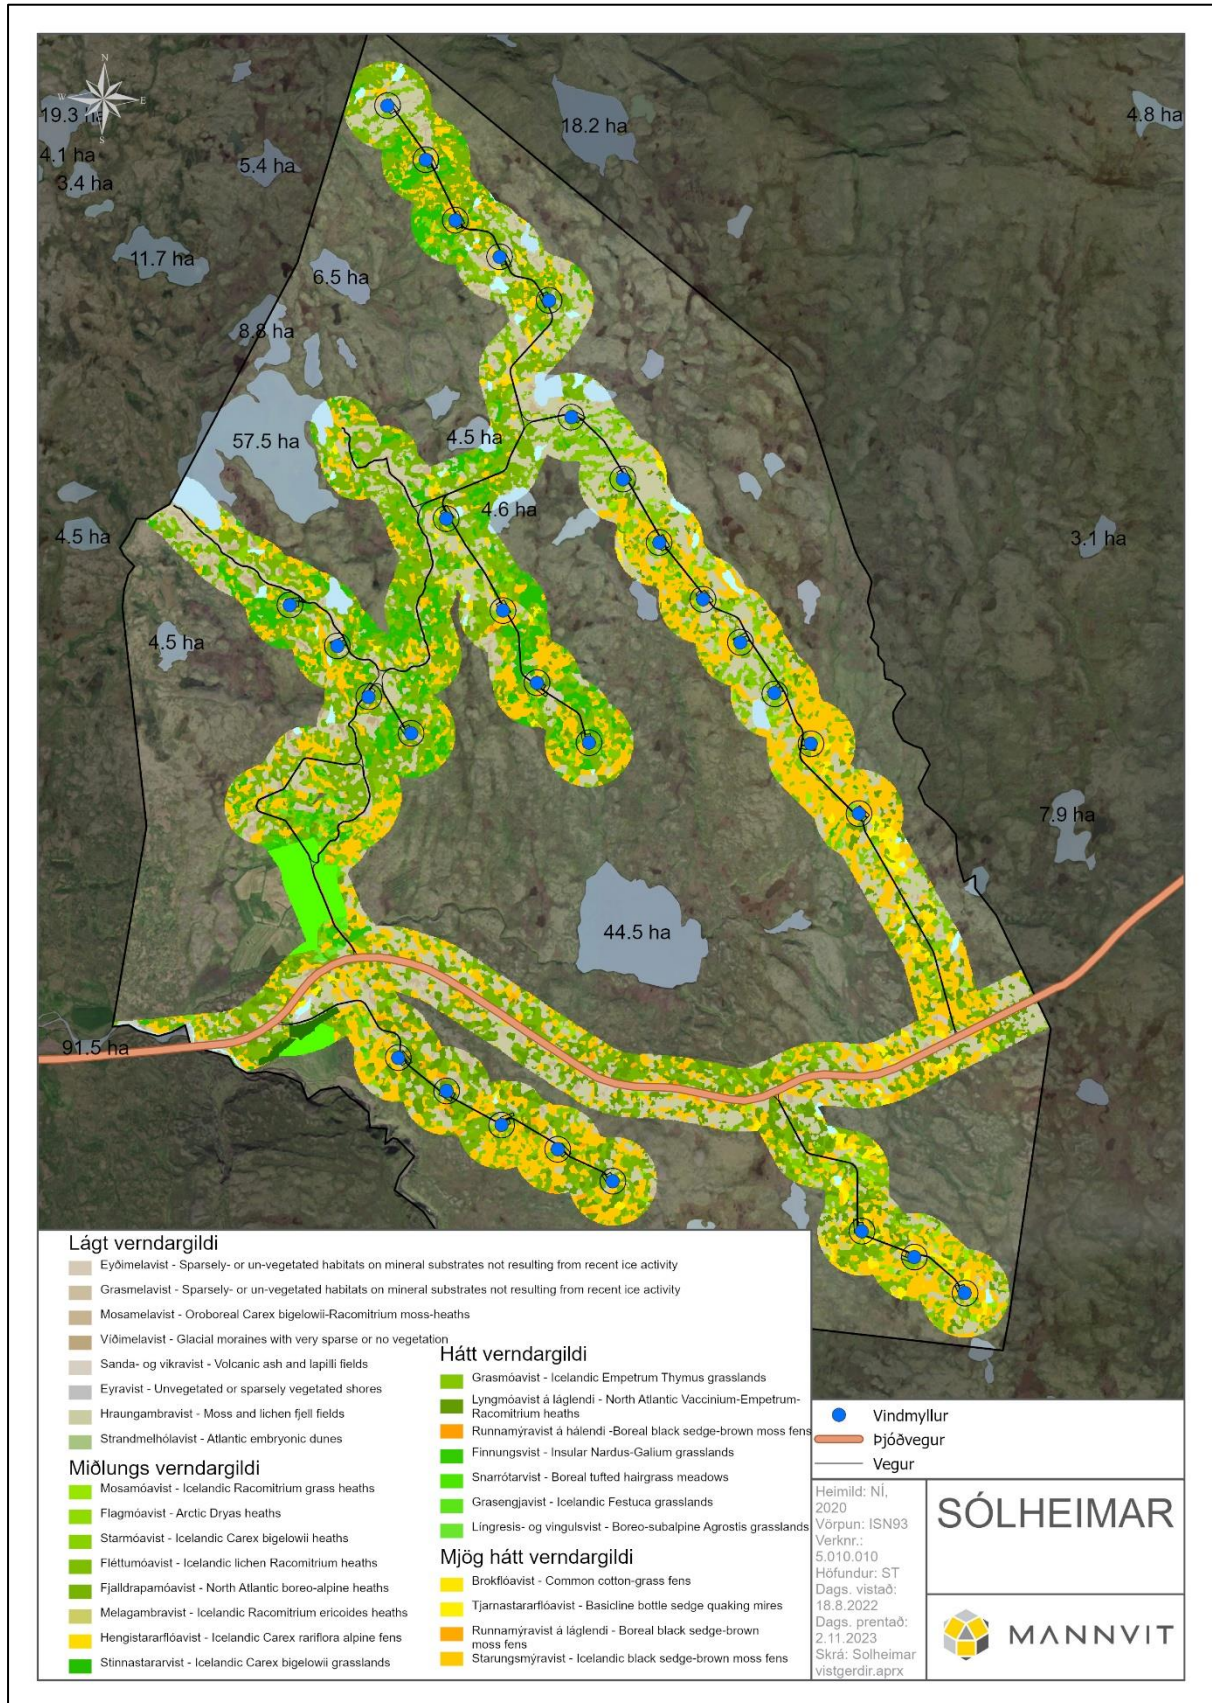 N
W
E
S
19.3 ha
18.2 ha
4.8 ha
4.1 ha
5.4 ha
3.4 ha
11.7 ha
6.5 ha
8.8 ha
57.5 ha
4.5 ha
4.6 ha
4.5 ha
3.1 ha
4.5 ha
7.9 ha
44.5 ha
91.5 ha
Lágt verndargildi
Eyðimelavist - Sparsely- or un-vegetated habitats on mineral substrates not resulting from recent ice activity
Grasmelavist - Sparsely- or un-vegetated habitats on mineral substrates not resulting from recent ice activity
Mosamelavist - Oroboreal Carex bigelowii-Racomitrium moss-heaths
Víðimelavist - Glacial moraines with very sparse or no vegetation
Sanda- og vikravist - Volcanic ash and lapilli fields
Eyravist - Unvegetated or sparsely vegetated shores
Hraungambravist - Moss and lichen fjell fields
Strandmelhólavist - Atlantic embryonic dunes
Miðlungs verndargildi
Mosamóavist - Icelandic Racomitrium grass heaths
Flagmóavist - Arctic Dryas heaths
Starmóavist - Icelandic Carex bigelowii heaths
Fléttumóavist - Icelandic lichen Racomitrium heaths
Fjalldrapamóavist - North Atlantic boreo-alpine heaths
Melagambravist - Icelandic Racomitrium ericoides heaths
Hengistararflóavist - Icelandic Carex rariflora alpine fens
Stinnastararvist - Icelandic Carex bigelowii grasslands
Hátt verndargildi
Grasmóavist - Icelandic Empetrum Thymus grasslands
Lyngmóavist á láglendi - North Atlantic Vaccinium-Empetrum-
Racomitrium heaths
Runnamýravist á hálendi -Boreal black sedge-brown moss fens
Finnungsvist - Insular Nardus-Galium grasslands
Snarrótarvist - Boreal tufted hairgrass meadows
Grasengjavist - Icelandic Festuca grasslands
Língresis- og vingulsvist - Boreo-subalpine Agrostis grasslands
Mjög hátt verndargildi
Brokflóavist - Common cotton-grass fens
Tjarnastararflóavist - Basicline bottle sedge quaking mires
Runnamýravist á láglendi - Boreal black sedge-brown
moss fens
Starungsmýravist - Icelandic black sedge-brown moss fens
Vindmyllur
Þjóðvegur
Vegur
Heimild: NÍ,
2020
Vörpun: ISN93
Verknr.:
5.010.010
Höfundur: ST
Dags. vistað:
18.8.2022
Dags. prentað:
2.11.2023
Skrá: Solheimar
vistgerdir.aprx
SÓLHEIMAR
MANNVIT